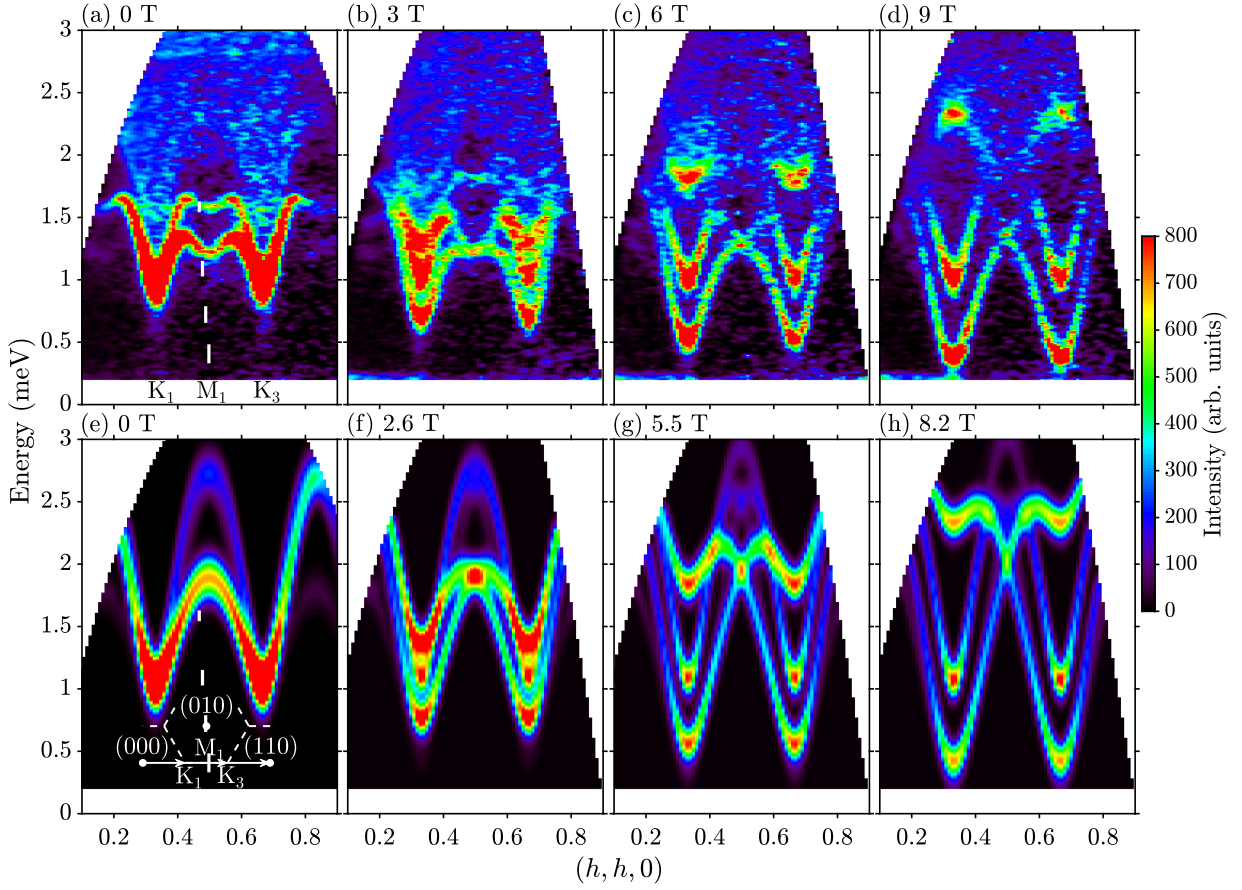 (a) 0 T
(b) 3 T
(c) 6 T
(d) 9 T
3
2.5
2
1.5
1
0.5
0
K1 M1 K3
Energy (meV)
(e) 0 T
(f) 2.6 T
(g) 5.5 T
(h) 8.2 T
3
2.5
2
1.5
1
0.5
0
(010)
(000) M1 (110)
K1 K3
0.2 0.4 0.6 0.8
0.2 0.4 0.6 0.8
0.2 0.4 0.6 0.8
0.2 0.4 0.6 0.8
(h, h, 0)
800
700
600
500
400
300
200
100
0
Intensity (arb. units)